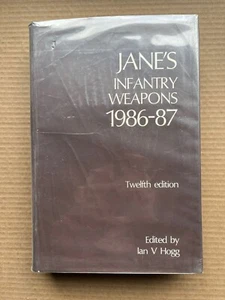 JANE'S
INFANTRY
WEAPONS
1986-87
Twelfth edition
Edited by
Ian V Hogg